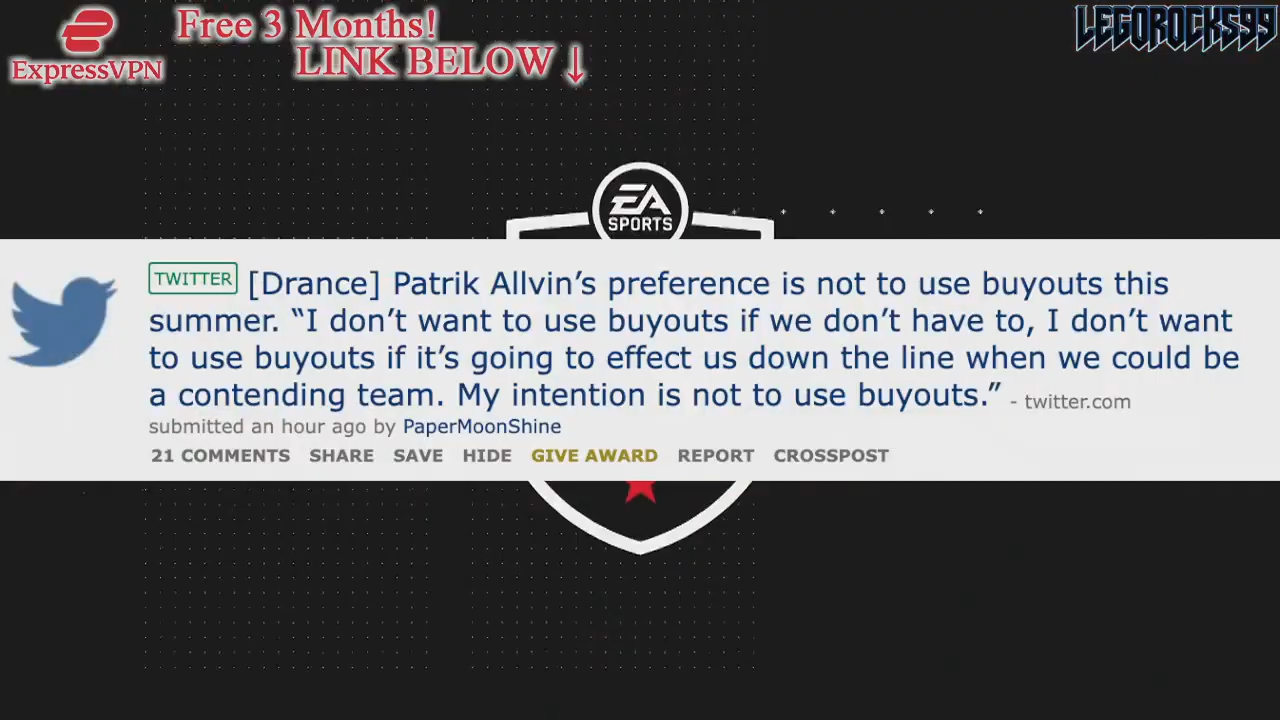 Free 3 Months!
LINK BELOW ↓
ExpressVPN
LEGOROCKS99
EA
SPORTS
TWITTER [Drance] Patrik Allvin’s preference is not to use buyouts this
summer. “I don’t want to use buyouts if we don’t have to, I don’t want
to use buyouts if it’s going to effect us down the line when we could be
a contending team. My intention is not to use buyouts.” - twitter.com
submitted an hour ago by PaperMoonShine
21 COMMENTS SHARE SAVE HIDE GIVE AWARD REPORT CROSSPOST